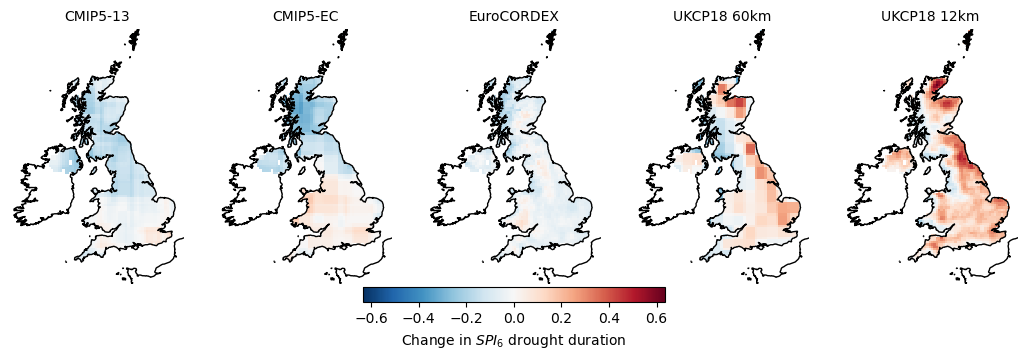 CMIP5-13 CMIP5-EC EuroCORDEX UKCP18 60km UKCP18 12km
−0.6 −0.4 −0.2 0.0 0.2 0.4 0.6
Change in SPI₆ drought duration